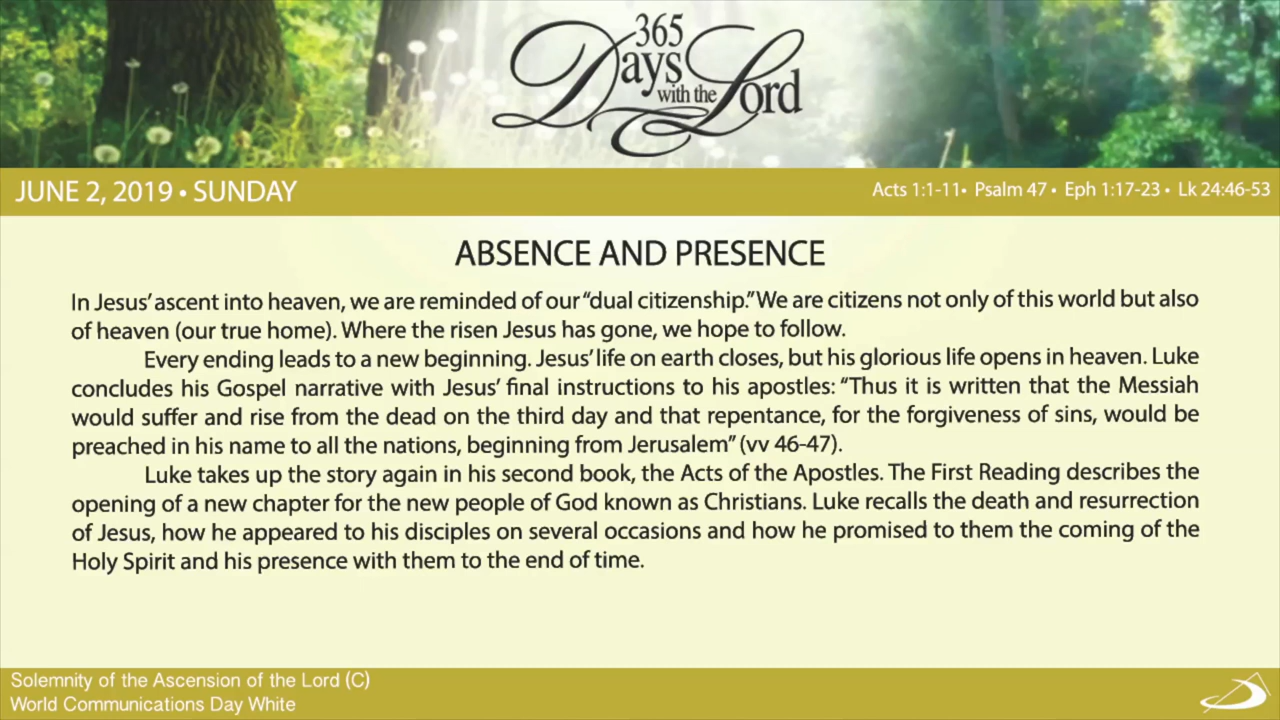 365
Days
with the
Lord
JUNE 2, 2019 • SUNDAY
Acts 1:1-11• Psalm 47 • Eph 1:17-23 • Lk 24:46-53
ABSENCE AND PRESENCE
In Jesus' ascent into heaven, we are reminded of our “dual citizenship.” We are citizens not only of this world but also
of heaven (our true home). Where the risen Jesus has gone, we hope to follow.
Every ending leads to a new beginning. Jesus' life on earth closes, but his glorious life opens in heaven. Luke
concludes his Gospel narrative with Jesus' final instructions to his apostles: “Thus it is written that the Messiah
would suffer and rise from the dead on the third day and that repentance, for the forgiveness of sins, would be
preached in his name to all the nations, beginning from Jerusalem” (vv 46-47).
Luke takes up the story again in his second book, the Acts of the Apostles. The First Reading describes the
opening of a new chapter for the new people of God known as Christians. Luke recalls the death and resurrection
of Jesus, how he appeared to his disciples on several occasions and how he promised to them the coming of the
Holy Spirit and his presence with them to the end of time.
Solemnity of the Ascension of the Lord (C)
World Communications Day White